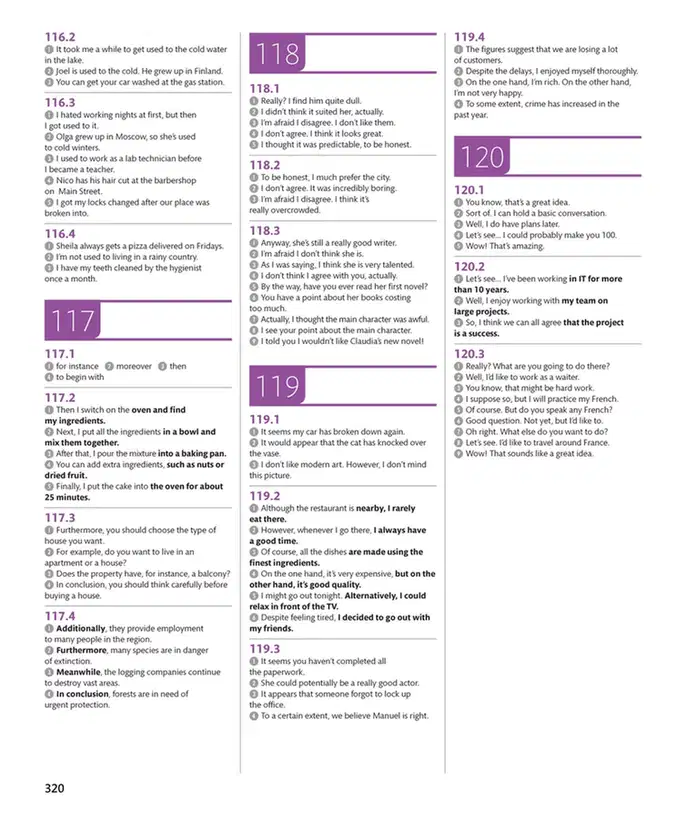 116.2
1 It took me a while to get used to the cold water
in the lake.
2 Joel is used to the cold. He grew up in Finland.
3 You can get your car washed at the gas station.
116.3
1 I hated working nights at first, but then
I got used to it.
2 Olga grew up in Moscow, so she's used
to cold winters.
3 I used to work as a lab technician before
I became a teacher.
4 Nico has his hair cut at the barbershop
on Main Street.
5 I got my locks changed after our place was
broken into.
116.4
1 Sheila always gets a pizza delivered on Fridays.
2 I'm not used to living in a rainy country.
3 I have my teeth cleaned by the hygienist
once a month.
117
117.1
1 for instance 2 moreover 3 then
4 to begin with
117.2
1 Then I switch on the oven and find
my ingredients.
2 Next, I put all the ingredients in a bowl and
mix them together.
3 After that, I pour the mixture into a baking pan.
4 You can add extra ingredients, such as nuts or
dried fruit.
5 Finally, I put the cake into the oven for about
25 minutes.
117.3
1 Furthermore, you should choose the type of
house you want.
2 For example, do you want to live in an
apartment or a house?
3 Does the property have, for instance, a balcony?
4 In conclusion, you should think carefully before
buying a house.
117.4
1 Additionally, they provide employment
to many people in the region.
2 Furthermore, many species are in danger
of extinction.
3 Meanwhile, the logging companies continue
to destroy vast areas.
4 In conclusion, forests are in need of
urgent protection.
118
118.1
1 Really? I find him quite dull.
2 I didn't think it suited her, actually.
3 I'm afraid I disagree. I don't like them.
4 I don't agree. I think it looks great.
5 I thought it was predictable, to be honest.
118.2
1 To be honest, I much prefer the city.
2 I don't agree. It was incredibly boring.
3 I'm afraid I disagree. I think it's
really overcrowded.
118.3
1 Anyway, she's still a really good writer.
2 I'm afraid I don't think she is.
3 As I was saying, I think she is very talented.
4 I don't think I agree with you, actually.
5 By the way, have you ever read her first novel?
6 You have a point about her books costing
too much.
7 Actually, I thought the main character was awful.
8 I see your point about the main character.
9 I told you I wouldn't like Claudia's new novel!
119
119.1
1 It seems my car has broken down again.
2 It would appear that the cat has knocked over
the vase.
3 I don't like modern art. However, I don't mind
this picture.
119.2
1 Although the restaurant is nearby, I rarely
eat there.
2 However, whenever I go there, I always have
a good time.
3 Of course, all the dishes are made using the
finest ingredients.
4 On the one hand, it's very expensive, but on the
other hand, it's good quality.
5 I might go out tonight. Alternatively, I could
relax in front of the TV.
6 Despite feeling tired, I decided to go out with
my friends.
119.3
1 It seems you haven't completed all
the paperwork.
2 She could potentially be a really good actor.
3 It appears that someone forgot to lock up
the office.
4 To a certain extent, we believe Manuel is right.
119.4
1 The figures suggest that we are losing a lot
of customers.
2 Despite the delays, I enjoyed myself thoroughly.
3 On the one hand, I'm rich. On the other hand,
I'm not very happy.
4 To some extent, crime has increased in the
past year.
120
120.1
1 You know, that's a great idea.
2 Sort of. I can hold a basic conversation.
3 Well, I do have plans later.
4 Let's see... I could probably make you 100.
5 Wow! That's amazing.
120.2
1 Let's see... I've been working in IT for more
than 10 years.
2 Well, I enjoy working with my team on
large projects.
3 So, I think we can all agree that the project
is a success.
120.3
1 Really? What are you going to do there?
2 Well, I'd like to work as a waiter.
3 You know, that might be hard work.
4 I suppose so, but I will practice my French.
5 Of course. But do you speak any French?
6 Good question. Not yet, but I'd like to.
7 Oh right. What else do you want to do?
8 Let's see. I'd like to travel around France.
9 Wow! That sounds like a great idea.
320